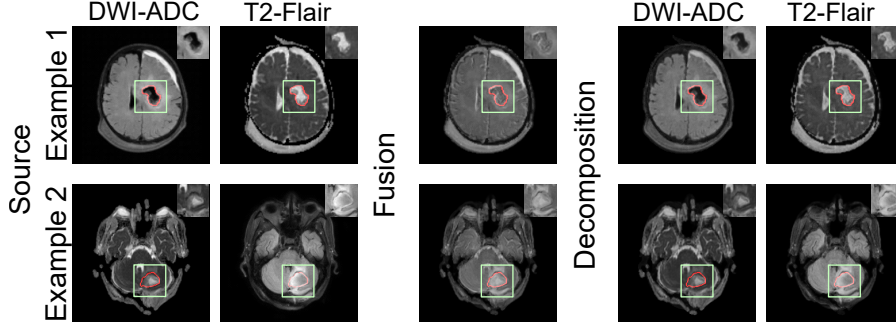 DWI-ADC
T2-Flair
DWI-ADC
T2-Flair
Source
Example 1
Example 2
Fusion
Decomposition